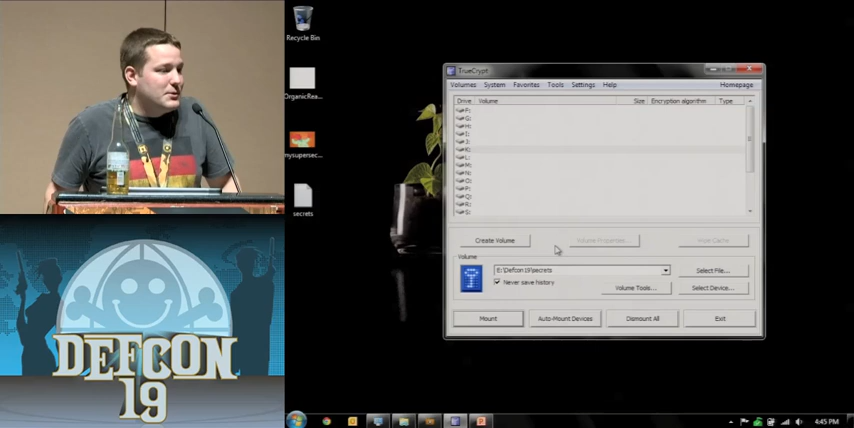 Recycle Bin
OrganicRea...
mysupersec...
secrets
TrueCrypt
Volumes System Favorites Tools Settings Help Homepage
Drive Volume Size Encryption algorithm Type
F:
G:
H:
I:
J:
K:
L:
M:
N:
O:
P:
Q:
R:
S:
Create Volume Volume Properties... Wipe Cache
Volume
E:\Defcon19\secrets Select File...
Never save history Volume Tools... Select Device...
Mount Auto-Mount Devices Dismount All Exit
DEFCON
19
4:45 PM